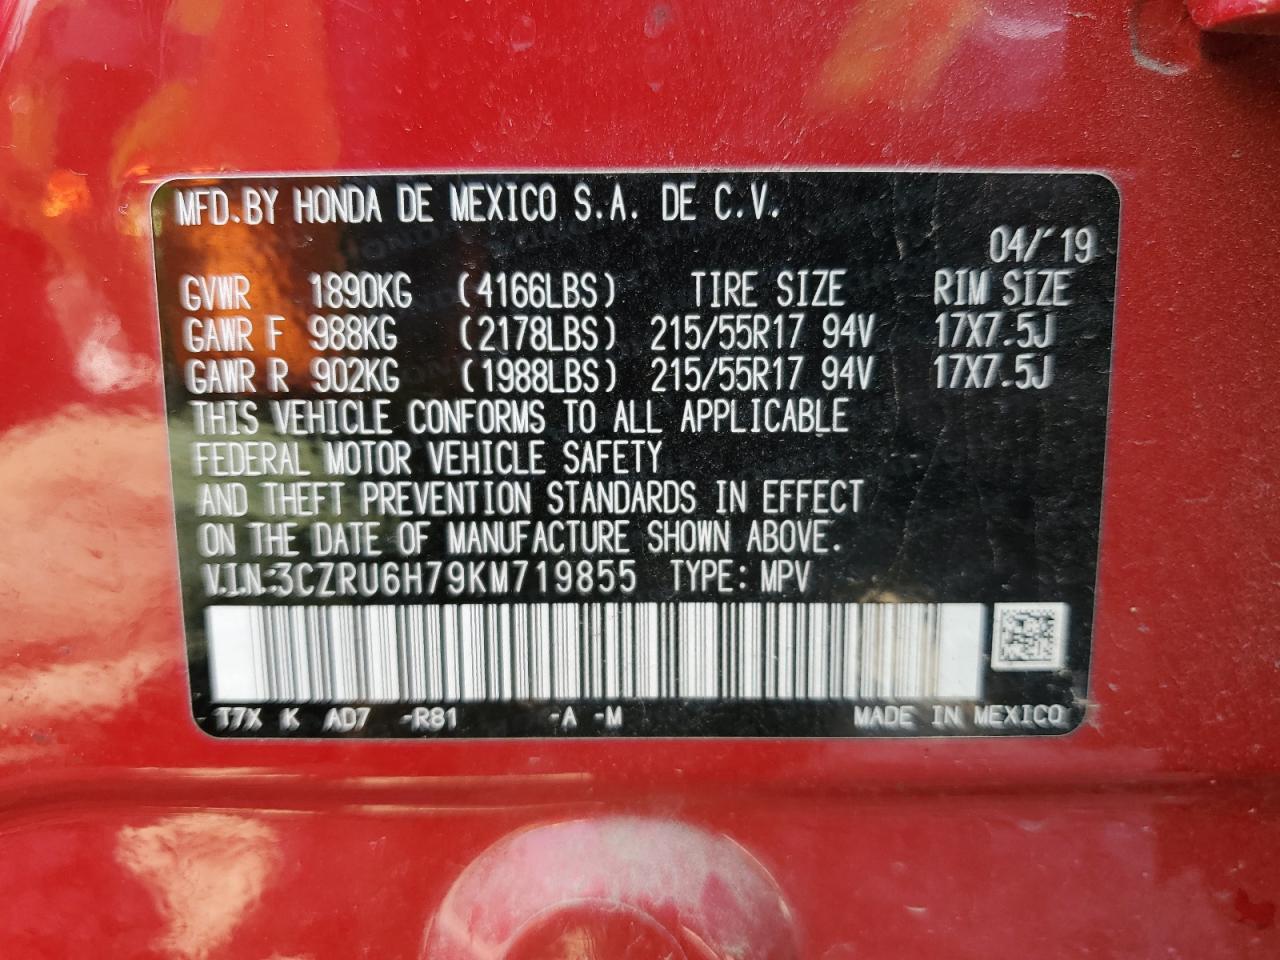 MFD.BY HONDA DE MEXICO S.A. DE C.V.
04/´19
GVWR 1890KG (4166LBS) TIRE SIZE RIM SIZE
GAWR F 988KG (2178LBS) 215/55R17 94V 17X7.5J
GAWR R 902KG (1988LBS) 215/55R17 94V 17X7.5J
THIS VEHICLE CONFORMS TO ALL APPLICABLE
FEDERAL MOTOR VEHICLE SAFETY
AND THEFT PREVENTION STANDARDS IN EFFECT
ON THE DATE OF MANUFACTURE SHOWN ABOVE.
V.I.N.:3CZRU6H79KM719855 TYPE: MPV
T7X K AD7 -R81 -A -M MADE IN MEXICO